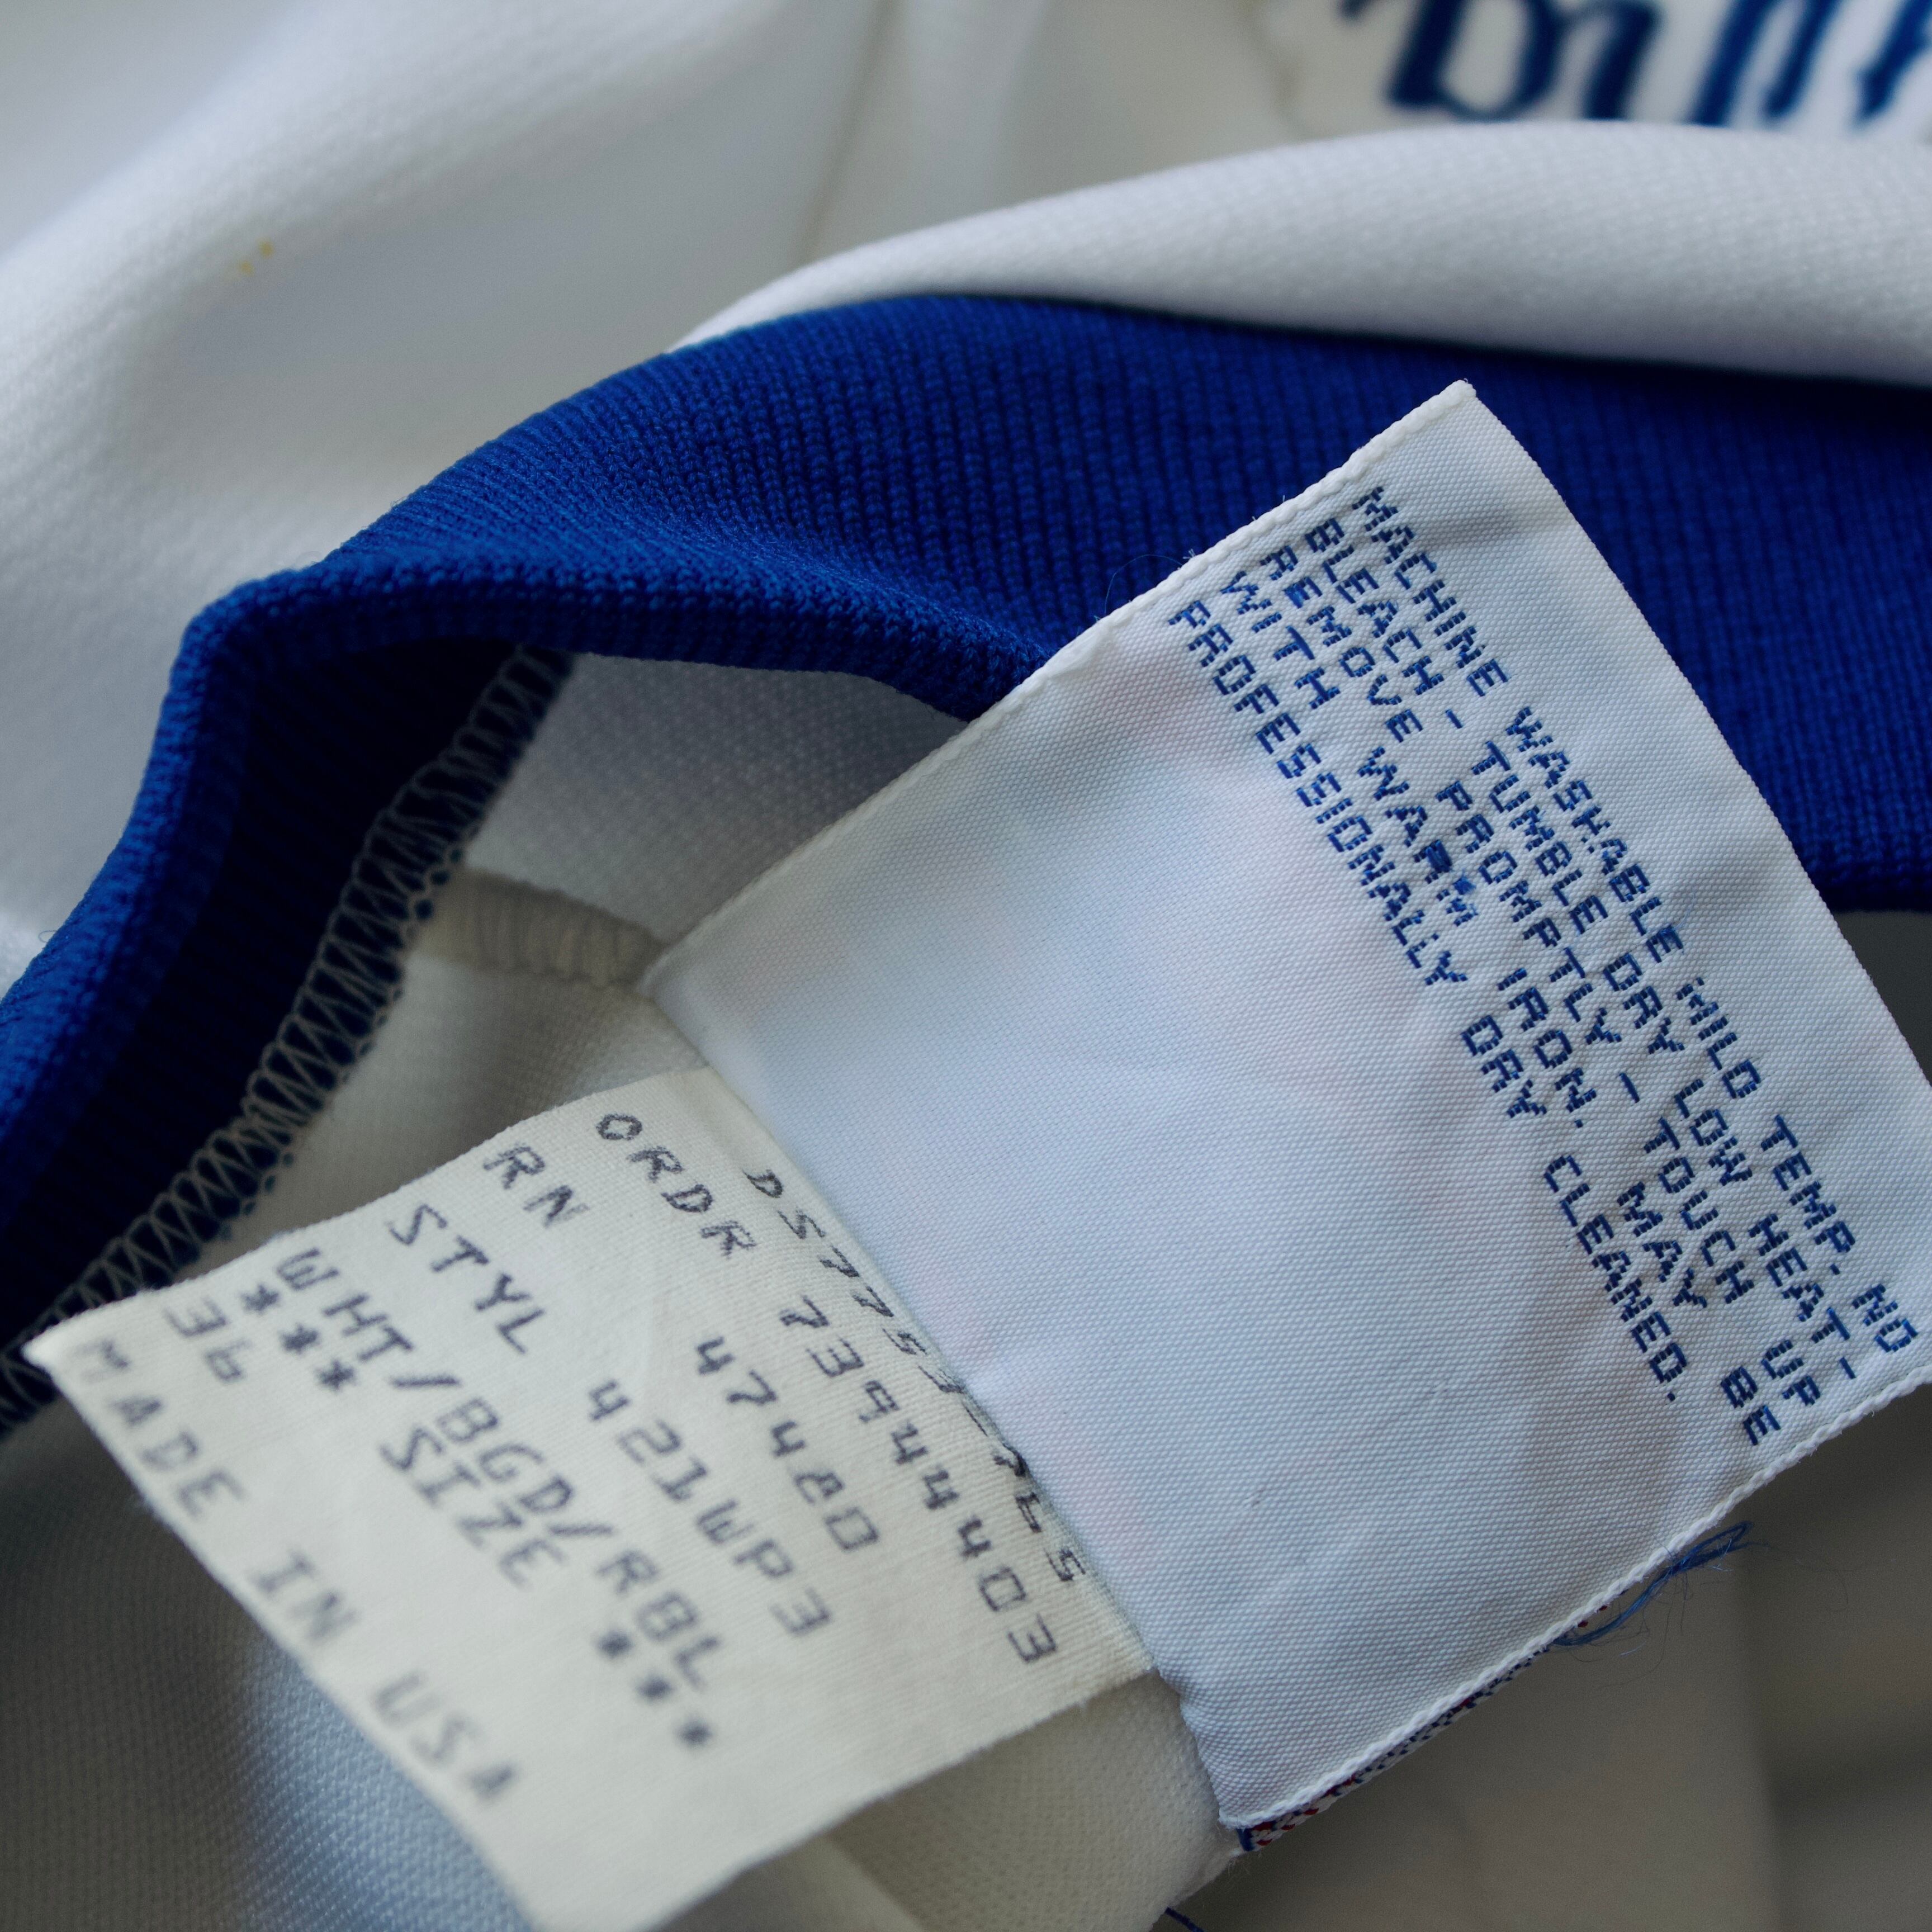 MACHINE WASHABLE MILD TEMP. NO
BLEACH - TUMBLE DRY LOW HEAT -
REMOVE PROMPTLY - TOUCH UP
WITH WARM IRON. MAY BE
PROFESSIONALLY DRY CLEANED.
ORDR 73944403
RN 47480
STYL 421WP3
WHT/BGD/RBL
*** SIZE ***
36
MADE IN USA